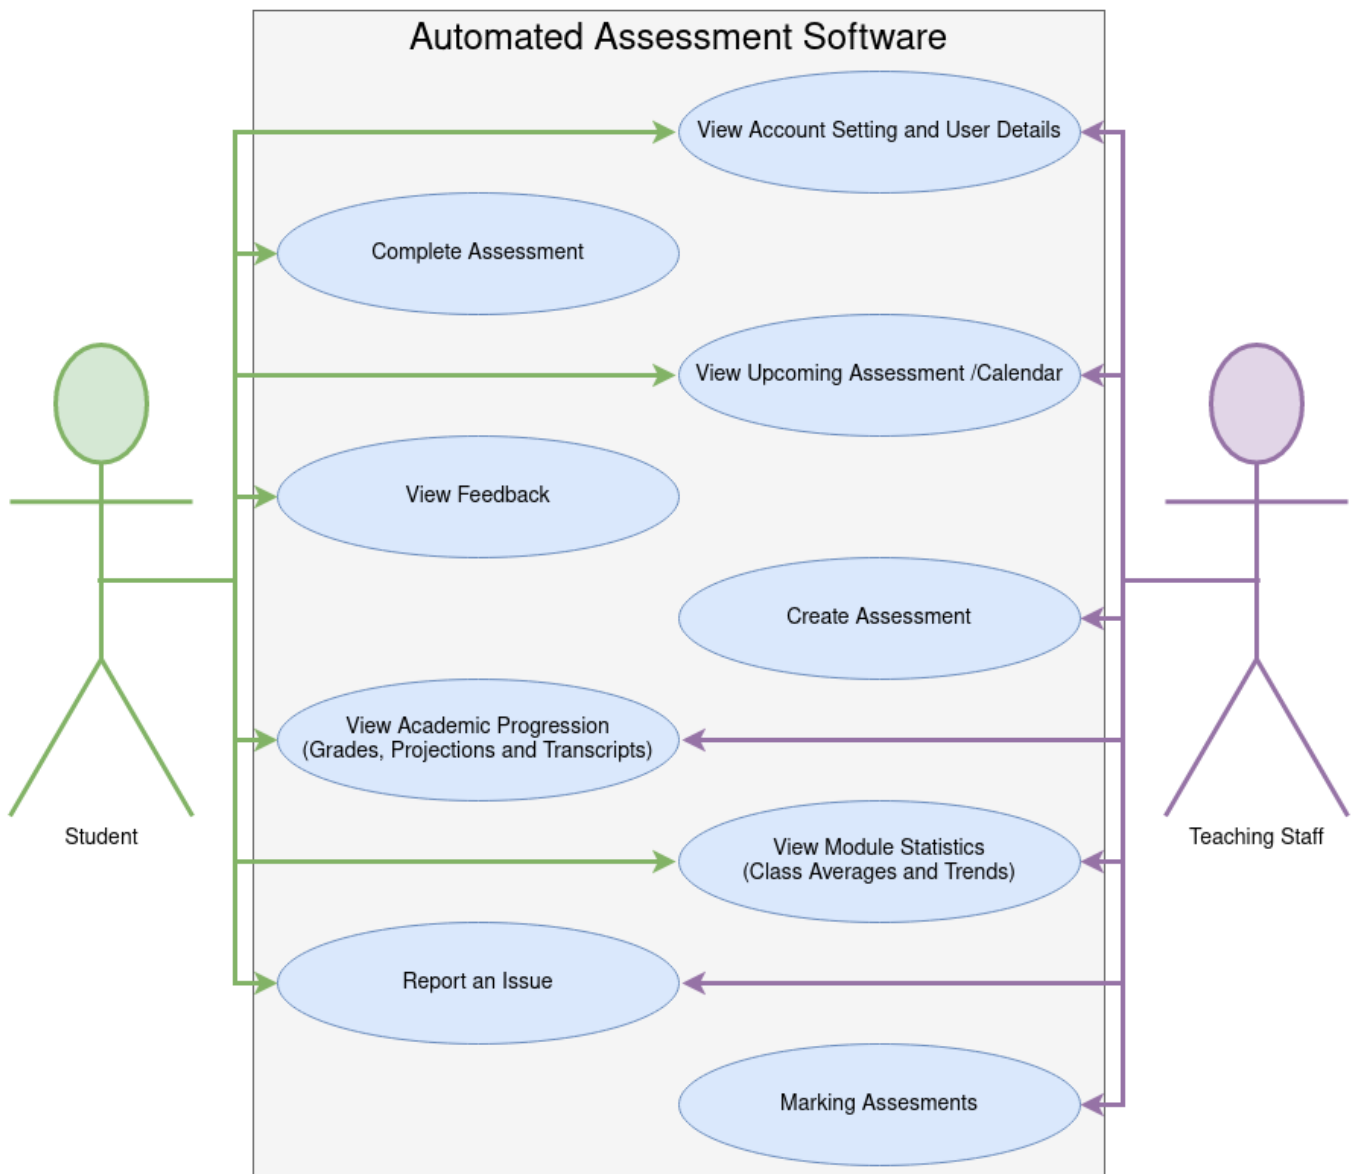 Automated Assessment Software
View Account Setting and User Details
Complete Assessment
View Upcoming Assessment /Calendar
View Feedback
Create Assessment
View Academic Progression
(Grades, Projections and Transcripts)
Student
Teaching Staff
View Module Statistics
(Class Averages and Trends)
Report an Issue
Marking Assesments